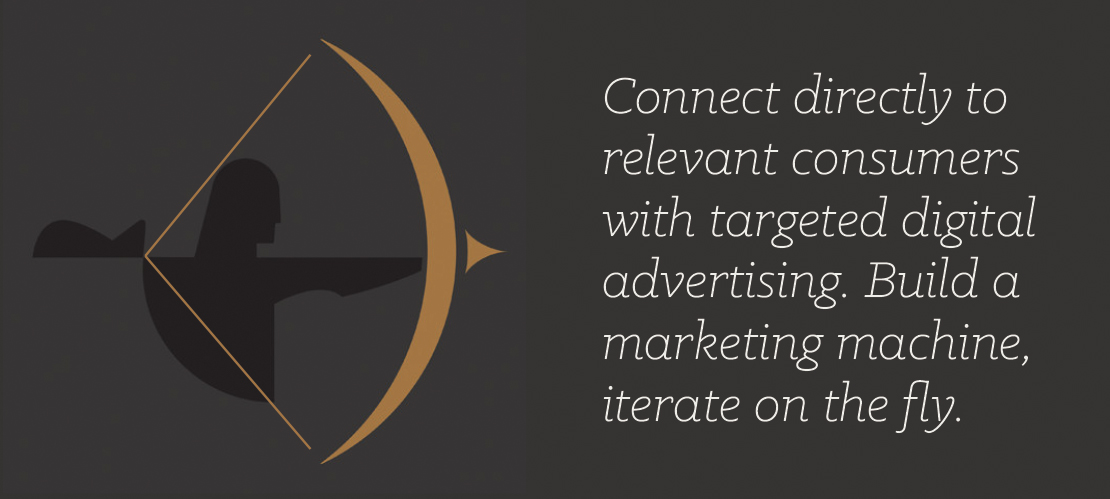 Connect directly to
relevant consumers
with targeted digital
advertising. Build a
marketing machine,
iterate on the fly.